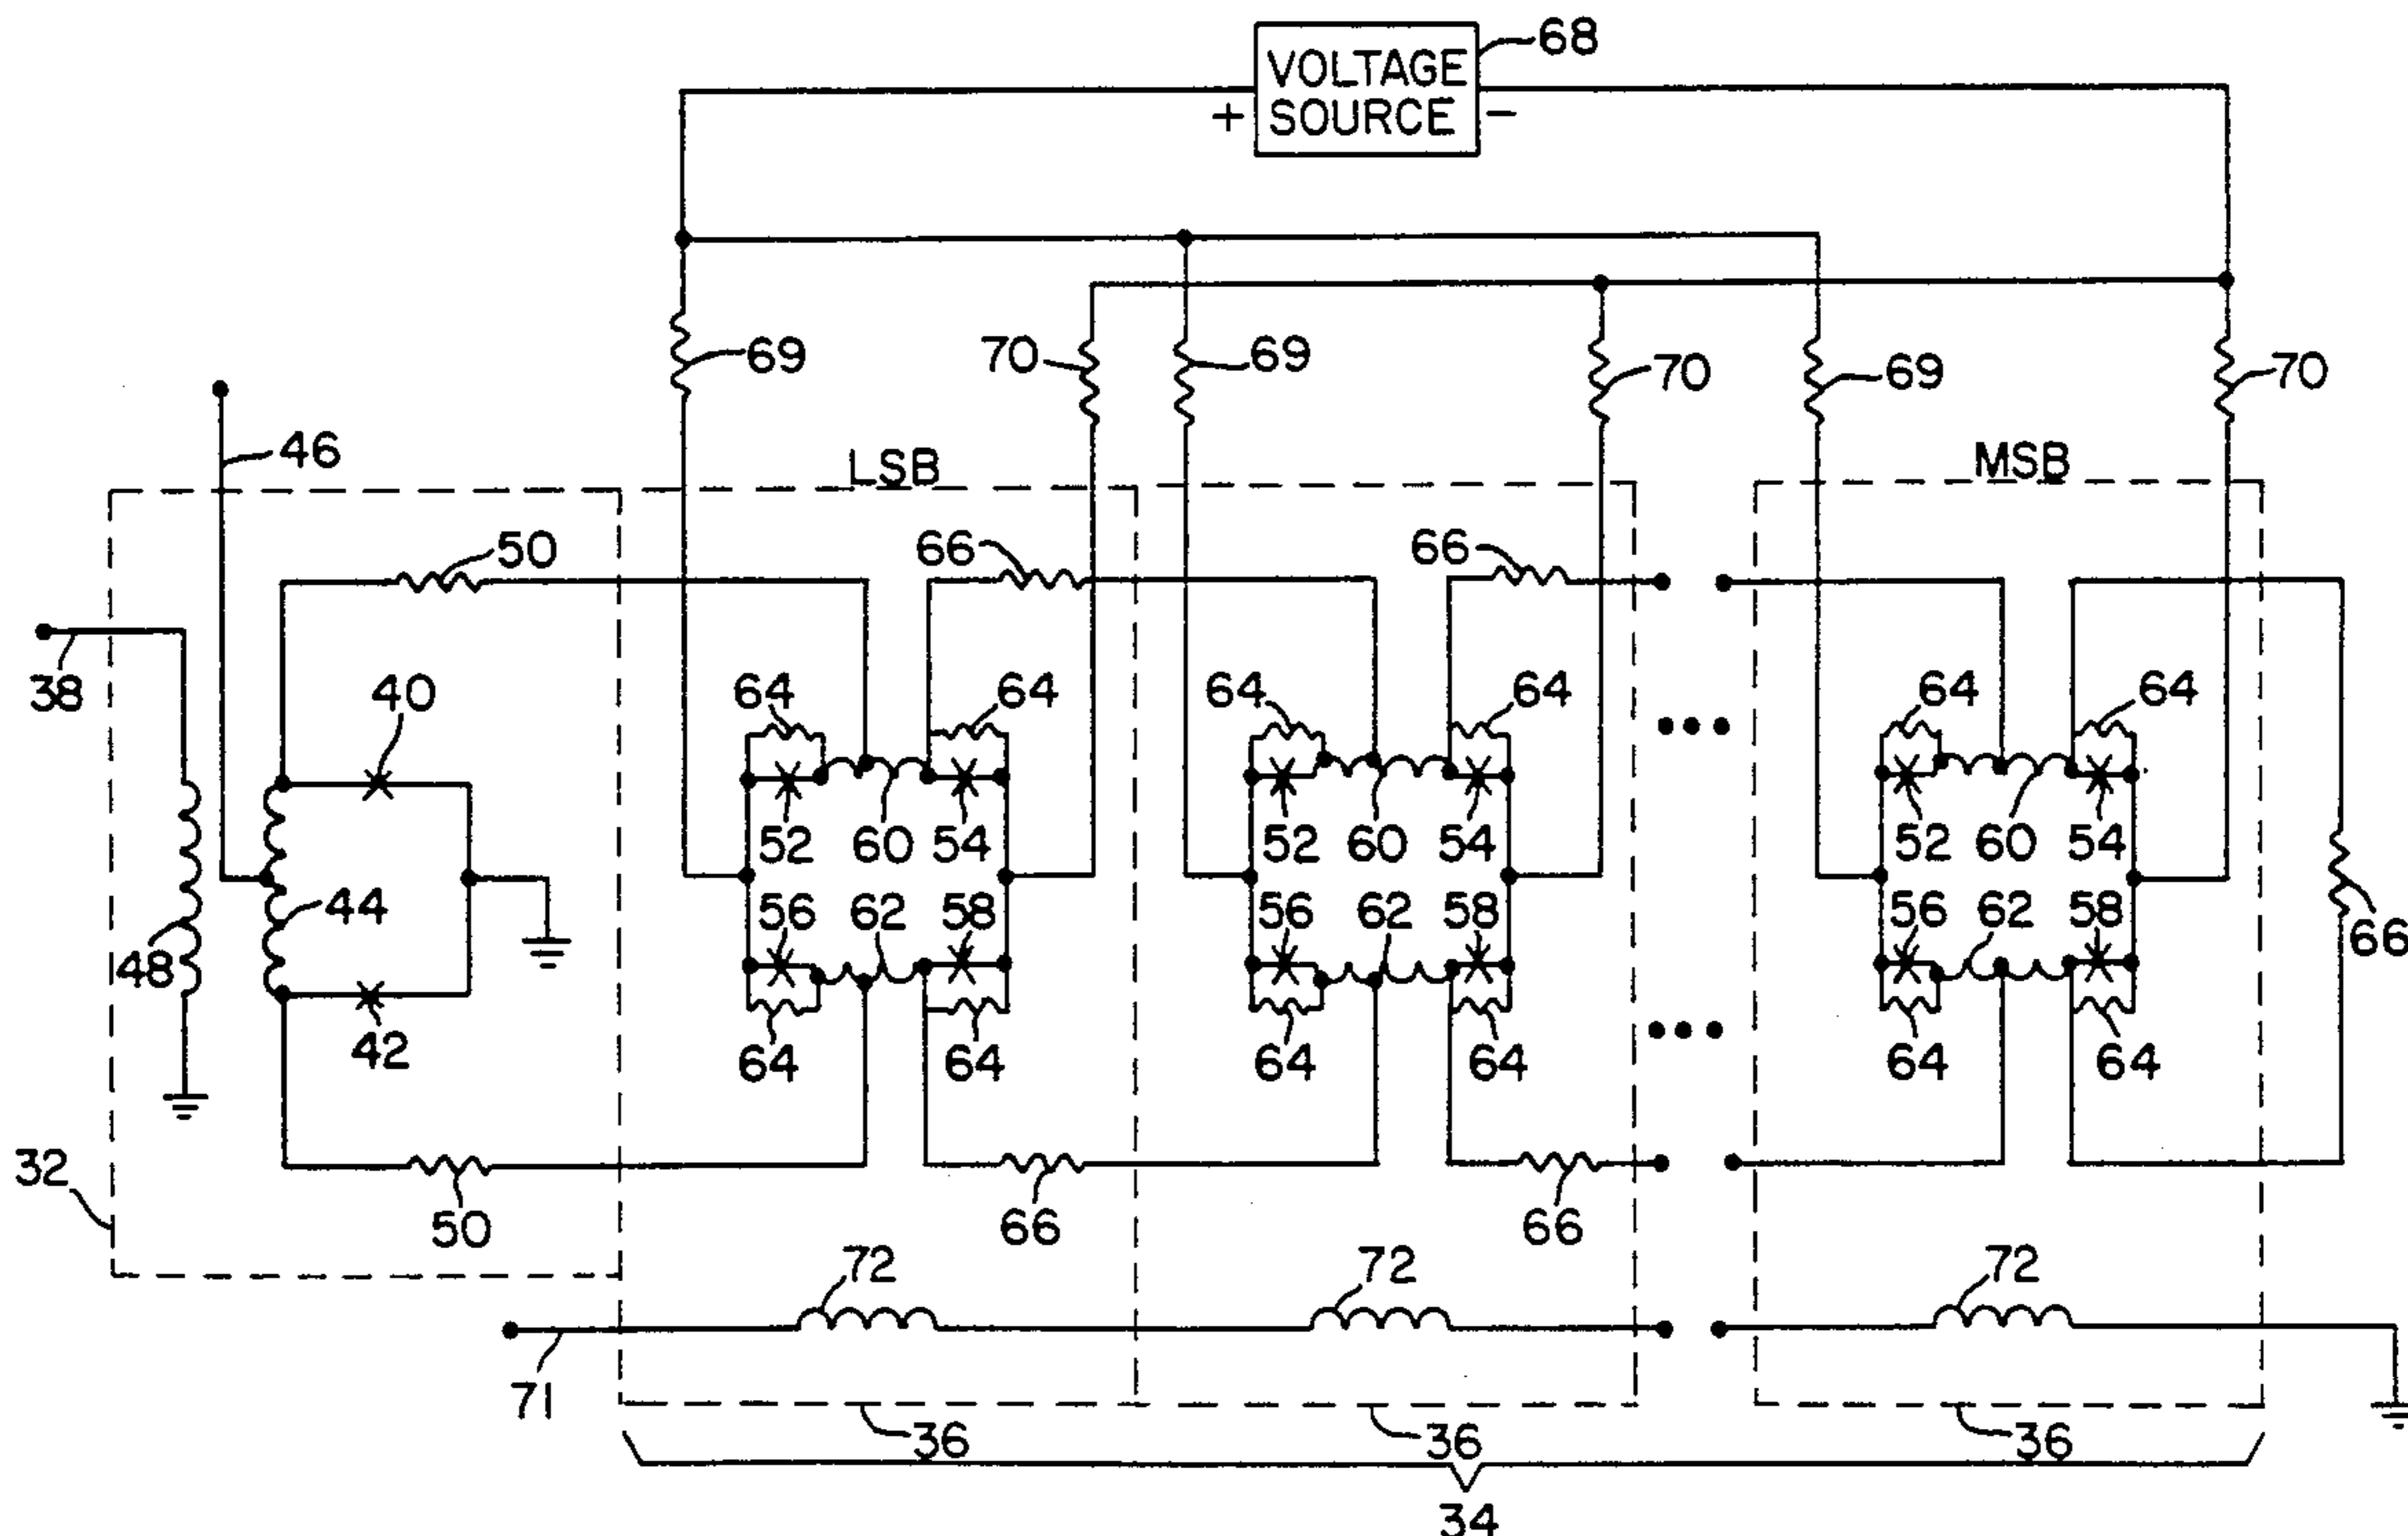 VOLTAGE 68
+ SOURCE −
69 70 69 70 69 70
46 LSB MSB
50 66 66
38 40 64 64 64 64 64 64
52 60 54 52 60 54 52 60 54
48 44 56 62 58 56 62 58 56 62 58 66
42 64 64 64 64 64 64
32 50 66 66
72 72 72
71
36 36 36
34